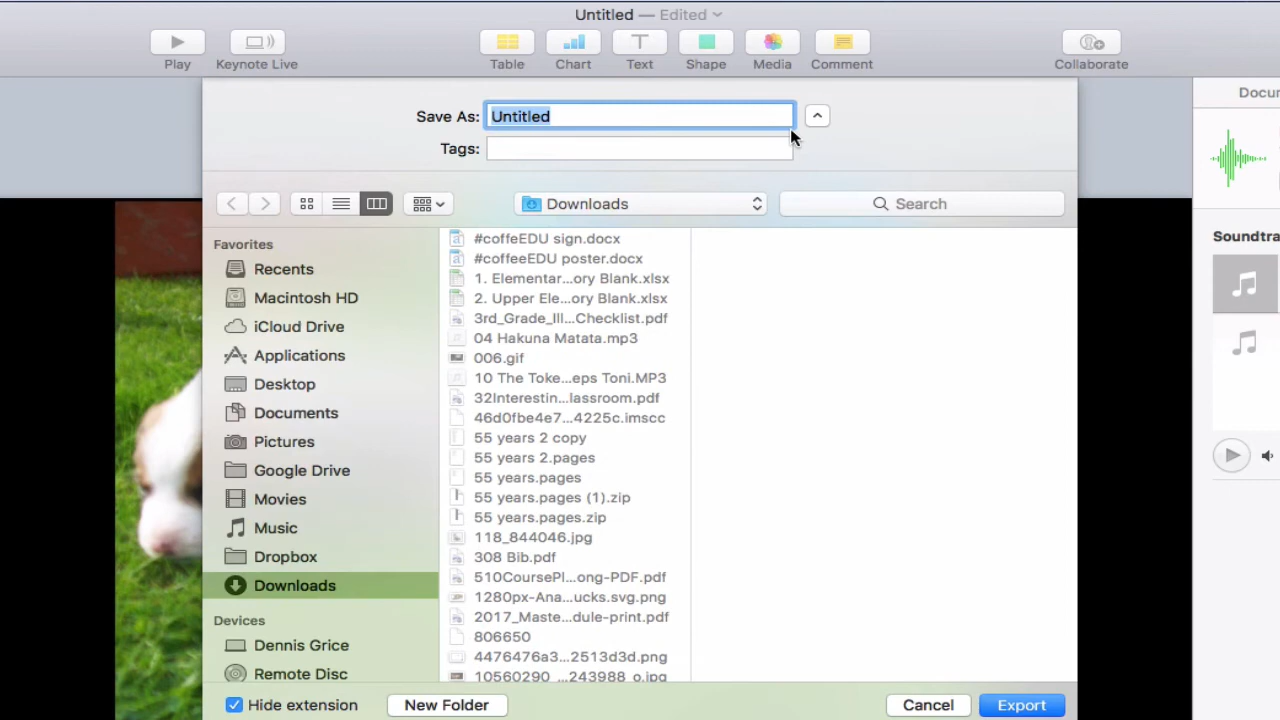 Untitled — Edited
Play
Keynote Live
Table
Chart
Text
Shape
Media
Comment
Collaborate
Docu
Save As: Untitled
Tags:
Downloads
Search
Soundtra
Favorites
Recents
Macintosh HD
iCloud Drive
Applications
Desktop
Documents
Pictures
Google Drive
Movies
Music
Dropbox
Downloads
Devices
Dennis Grice
Remote Disc
#coffeEDU sign.docx
#coffeeEDU poster.docx
1. Elementar...ory Blank.xlsx
2. Upper Ele...ory Blank.xlsx
3rd_Grade_Ill...Checklist.pdf
04 Hakuna Matata.mp3
006.gif
10 The Toke...eps Toni.MP3
32Interestin...lassroom.pdf
46d0fbe4e7...4225c.imscc
55 years 2 copy
55 years 2.pages
55 years.pages
55 years.pages (1).zip
55 years.pages.zip
118_844046.jpg
308 Bib.pdf
510CoursePl...ong-PDF.pdf
1280px-Ana...ucks.svg.png
2017_Maste...dule-print.pdf
806650
4476476a3...2513d3d.png
10560290_...243988_o.jpg
Hide extension
New Folder
Cancel
Export